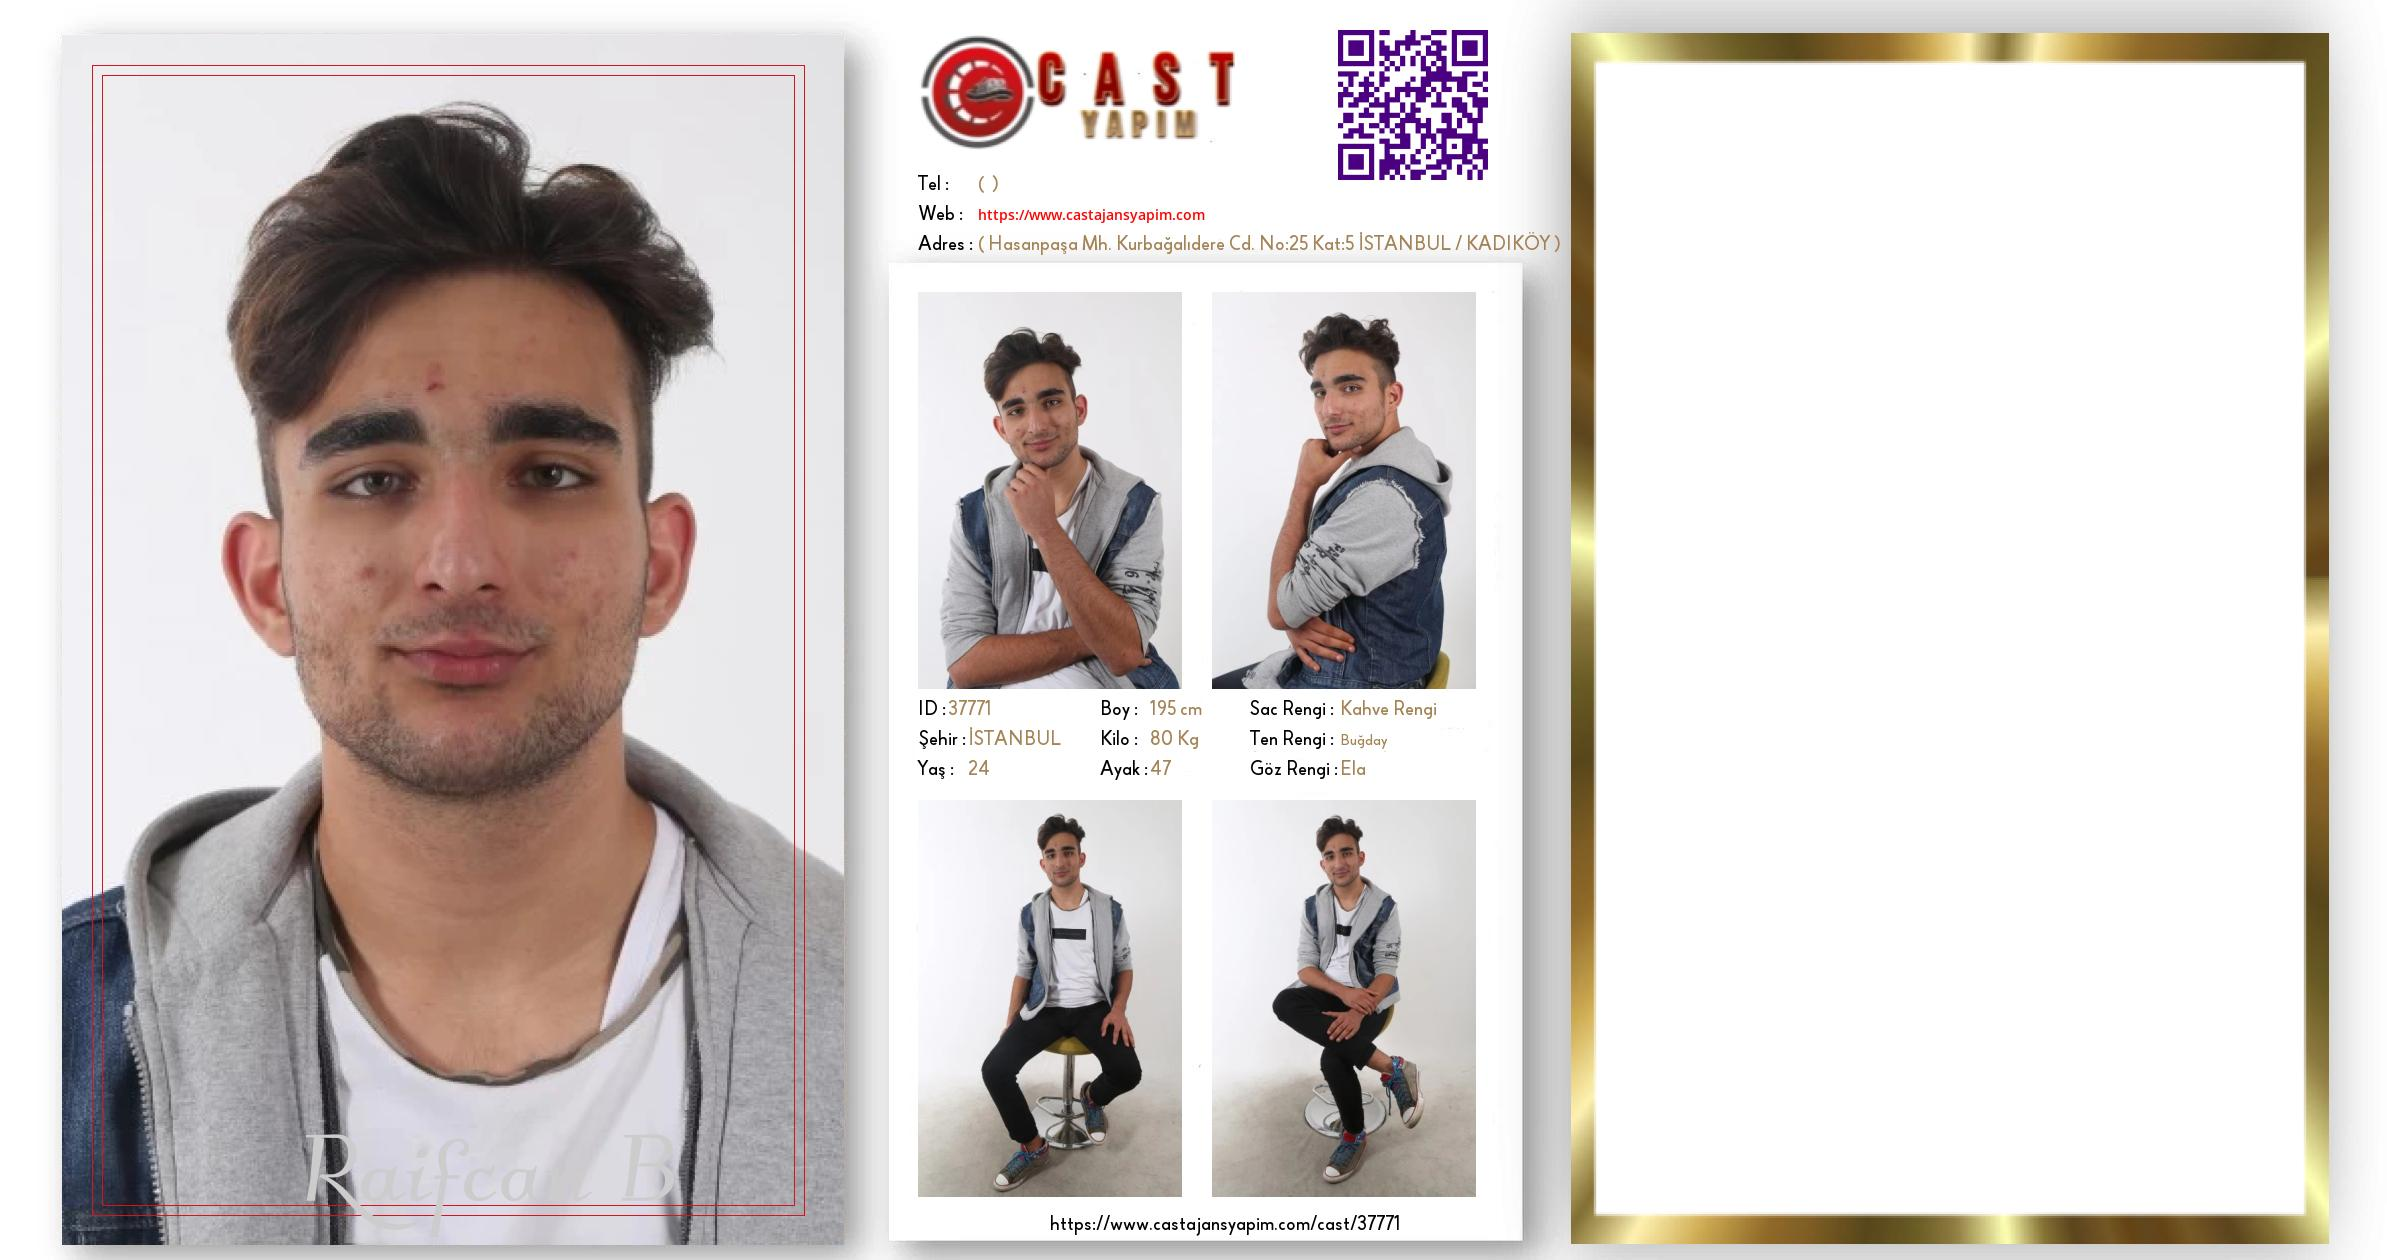 Raifcan B
CAST
YAPIM
Tel : ( )
Web : https://www.castajansyapim.com
Adres : ( Hasanpaşa Mh. Kurbağalıdere Cd. No:25 Kat:5 İSTANBUL / KADIKÖY )
ID : 37771 Boy : 195 cm Sac Rengi : Kahve Rengi
Şehir : İSTANBUL Kilo : 80 Kg Ten Rengi : Buğday
Yaş : 24 Ayak : 47 Göz Rengi : Ela
https://www.castajansyapim.com/cast/37771